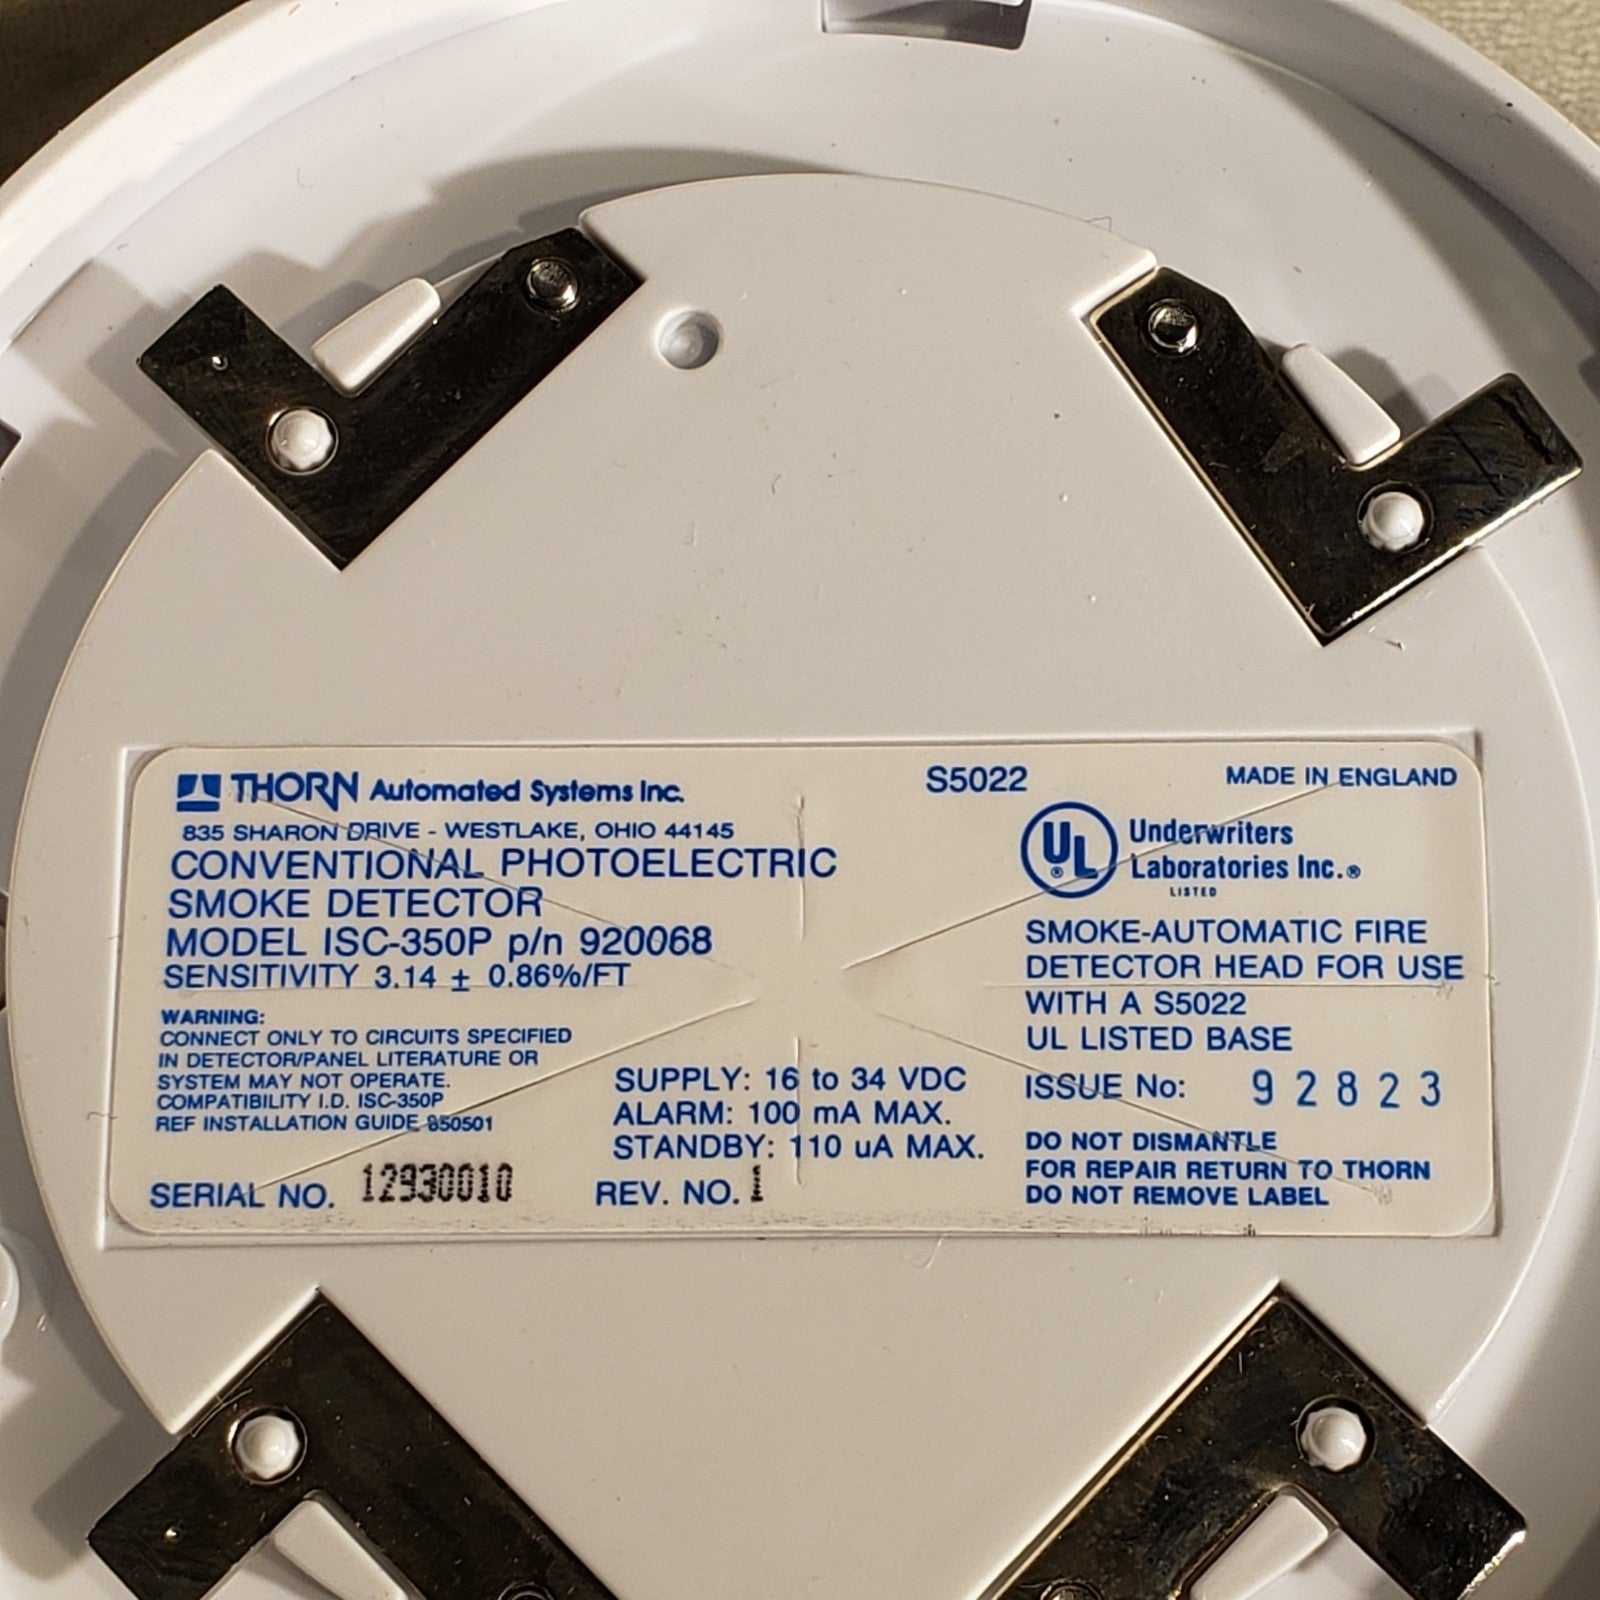 THORN Automated Systems Inc.
835 SHARON DRIVE - WESTLAKE, OHIO 44145
CONVENTIONAL PHOTOELECTRIC
SMOKE DETECTOR
MODEL ISC-350P p/n 920068
SENSITIVITY 3.14 ± 0.86%/FT
WARNING:
CONNECT ONLY TO CIRCUITS SPECIFIED
IN DETECTOR/PANEL LITERATURE OR
SYSTEM MAY NOT OPERATE.
COMPATIBILITY I.D. ISC-350P
REF INSTALLATION GUIDE 850501
SERIAL NO. 12930010
SUPPLY: 16 to 34 VDC
ALARM: 100 mA MAX.
STANDBY: 110 uA MAX.
REV. NO. 1
S5022
MADE IN ENGLAND
UL ® Underwriters
Laboratories Inc.®
LISTED
SMOKE-AUTOMATIC FIRE
DETECTOR HEAD FOR USE
WITH A S5022
UL LISTED BASE
ISSUE No: 92823
DO NOT DISMANTLE
FOR REPAIR RETURN TO THORN
DO NOT REMOVE LABEL